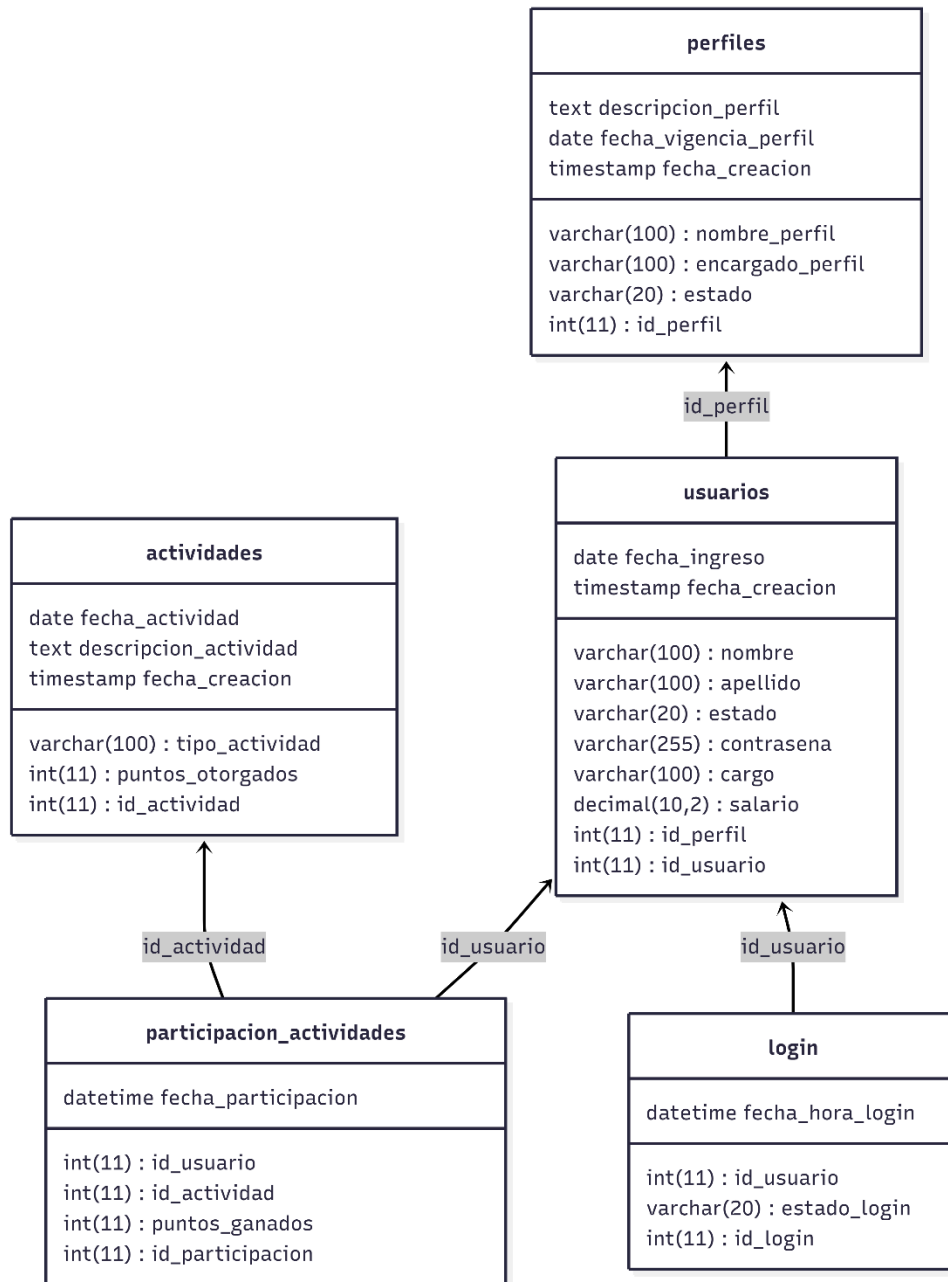 perfiles
text descripcion_perfil
date fecha_vigencia_perfil
timestamp fecha_creacion
varchar(100) : nombre_perfil
varchar(100) : encargado_perfil
varchar(20) : estado
int(11) : id_perfil
id_perfil
usuarios
date fecha_ingreso
timestamp fecha_creacion
varchar(100) : nombre
varchar(100) : apellido
varchar(20) : estado
varchar(255) : contrasena
varchar(100) : cargo
decimal(10,2) : salario
int(11) : id_perfil
int(11) : id_usuario
actividades
date fecha_actividad
text descripcion_actividad
timestamp fecha_creacion
varchar(100) : tipo_actividad
int(11) : puntos_otorgados
int(11) : id_actividad
id_actividad
id_usuario
id_usuario
participacion_actividades
datetime fecha_participacion
int(11) : id_usuario
int(11) : id_actividad
int(11) : puntos_ganados
int(11) : id_participacion
login
datetime fecha_hora_login
int(11) : id_usuario
varchar(20) : estado_login
int(11) : id_login